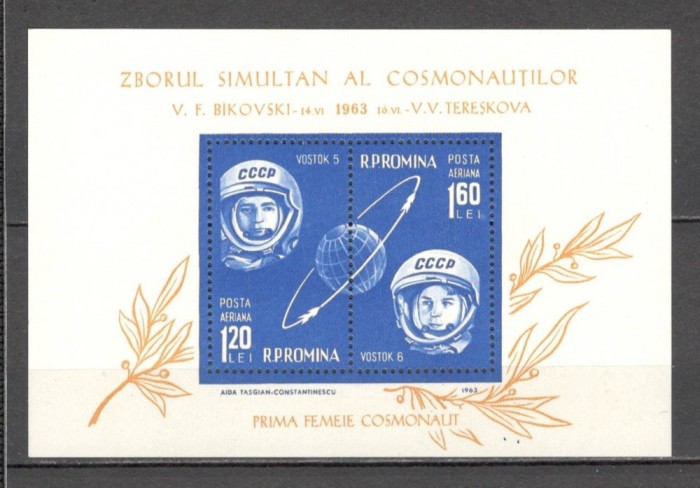 ZBORUL SIMULTAN AL COSMONAUȚILOR
V. F. BIKOVSKI - 14.VI 1963 16.VI. - V. V. TEREȘKOVA
CCCP
VOSTOK 5
POSTA
AERIANA
1.20
LEI
R.P.ROMINA
R.P.ROMINA
POSTA
AERIANA
1.60
LEI
CCCP
VOSTOK 6
AIDA TASGIAN-CONSTANTINESCU
1963
PRIMA FEMEIE COSMONAUT